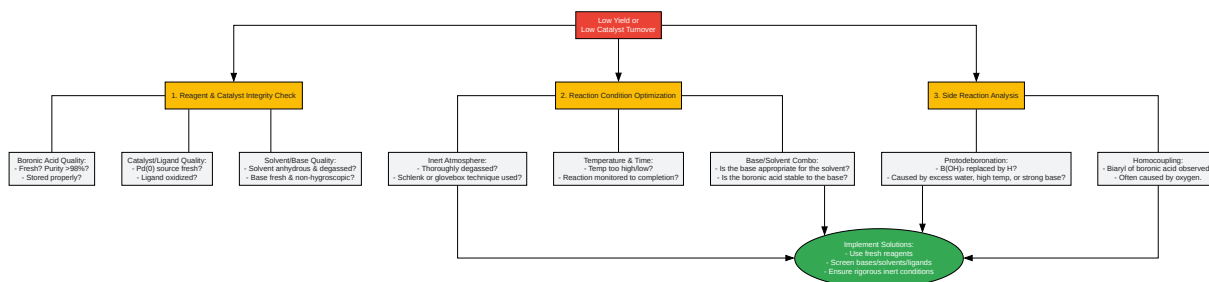 Low Yield or
Low Catalyst Turnover
1. Reagent & Catalyst Integrity Check
2. Reaction Condition Optimization
3. Side Reaction Analysis
Boronic Acid Quality:
- Fresh? Purity >98%?
- Stored properly?
Catalyst/Ligand Quality:
- Pd(0) source fresh?
- Ligand oxidized?
Solvent/Base Quality:
- Solvent anhydrous & degassed?
- Base fresh & non-hygroscopic?
Inert Atmosphere:
- Thoroughly degassed?
- Schlenk or glovebox technique used?
Temperature & Time:
- Temp too high/low?
- Reaction monitored to completion?
Base/Solvent Combo:
- Is the base appropriate for the solvent?
- Is the boronic acid stable to the base?
Protodeboronation:
- B(OH)₂ replaced by H?
- Caused by excess water, high temp, or strong base?
Homocoupling:
- Biaryl of boronic acid observed?
- Often caused by oxygen.
Implement Solutions:
- Use fresh reagents
- Screen bases/solvents/ligands
- Ensure rigorous inert conditions